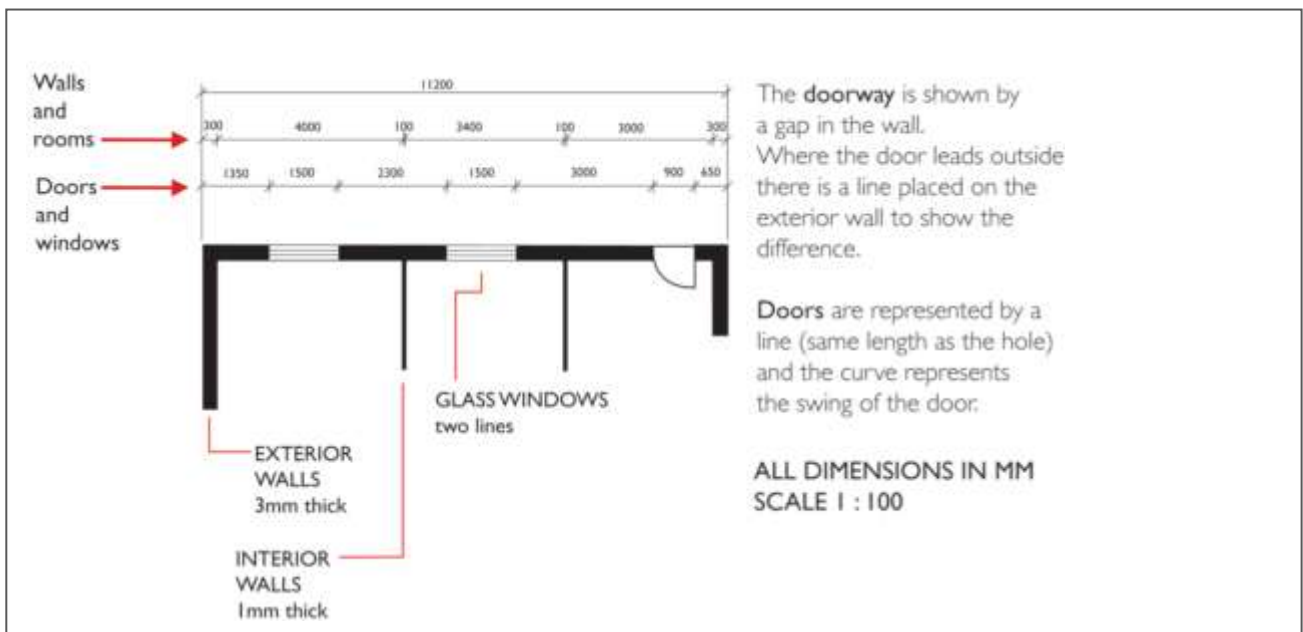 Walls
and
rooms
Doors
and
windows
11200
300 4000 100 3400 100 3000 300
1350 1500 2300 1500 3000 900 650
GLASS WINDOWS
two lines
EXTERIOR
WALLS
3mm thick
INTERIOR
WALLS
1mm thick
The doorway is shown by
a gap in the wall.
Where the door leads outside
there is a line placed on the
exterior wall to show the
difference.
Doors are represented by a
line (same length as the hole)
and the curve represents
the swing of the door.
ALL DIMENSIONS IN MM
SCALE 1 : 100